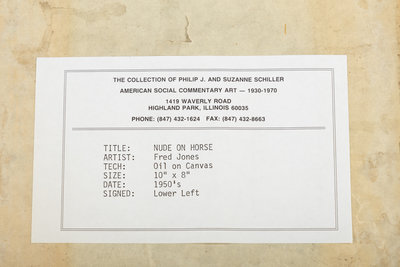 THE COLLECTION OF PHILIP J. AND SUZANNE SCHILLER
AMERICAN SOCIAL COMMENTARY ART — 1930-1970
1419 WAVERLY ROAD
HIGHLAND PARK, ILLINOIS 60035
PHONE: (847) 432-1624 FAX: (847) 432-8663
TITLE: NUDE ON HORSE
ARTIST: Fred Jones
TECH: Oil on Canvas
SIZE: 10" x 8"
DATE: 1950's
SIGNED: Lower Left